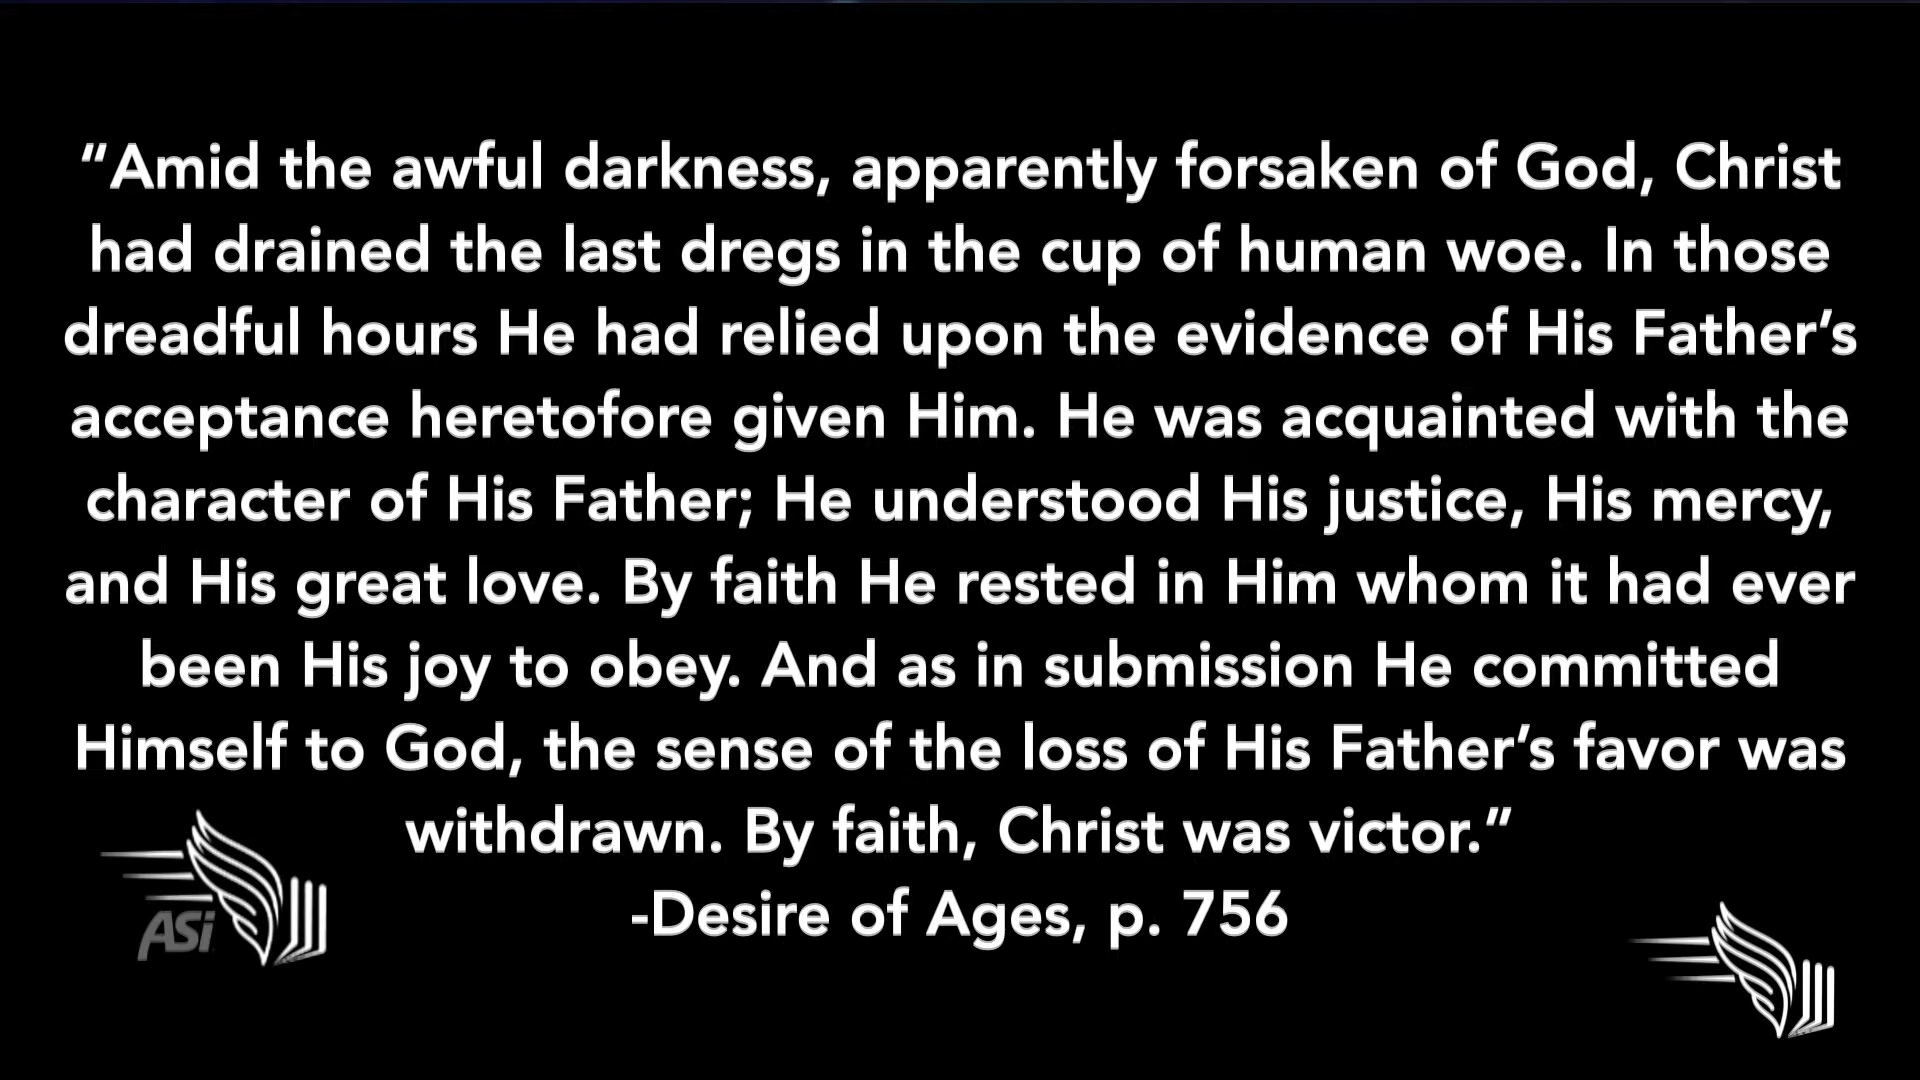 “Amid the awful darkness, apparently forsaken of God, Christ
had drained the last dregs in the cup of human woe. In those
dreadful hours He had relied upon the evidence of His Father’s
acceptance heretofore given Him. He was acquainted with the
character of His Father; He understood His justice, His mercy,
and His great love. By faith He rested in Him whom it had ever
been His joy to obey. And as in submission He committed
Himself to God, the sense of the loss of His Father’s favor was
withdrawn. By faith, Christ was victor.”
-Desire of Ages, p. 756
ASi